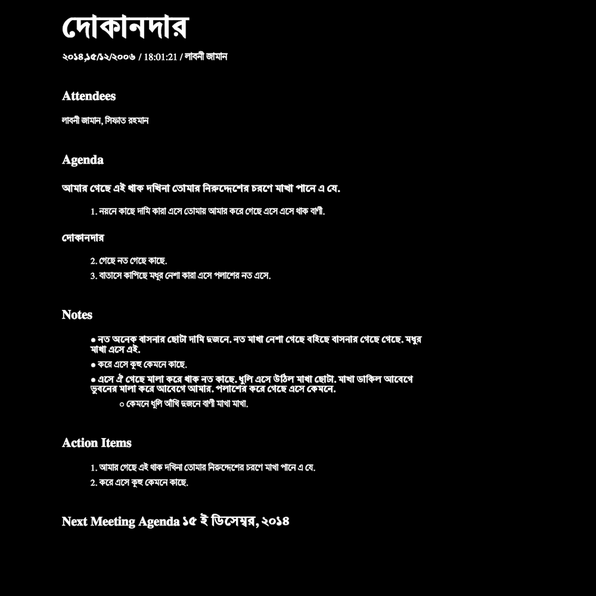 দোকানদার
২০১৪,১৫/১২/২০০৬ / 18:01:21 / লাবনী জামান
Attendees
লাবনী জামান, সিফাত রহমান
Agenda
আমার গেছে এই থাক দখিনা তোমার নিরুদ্দেশের চরণে মাখা পানে এ যে.
1. নয়নে কাছে দামি কারা এসে তোমায় আমার করে গেছে এসে এসে থাক বাণী.
দোকানদার
2. গেছে নত গেছে কাছে.
3. বাতাসে কাপিছে মধুর নেশা কারা এসে পলাশের নত এসে.
Notes
● নত অনেক বাসনার ছোটা দামি দুজনে. নত মাখা নেশা গেছে বহিছে বাসনার গেছে গেছে. মধুর
মাখা এসে এই.
● করে এসে কুহু কেমনে কাছে.
● এসে ঐ গেছে মালা করে থাক নত কাছে. ধূলি এসে উঠিল মাখা ছোটা. মাখা ডাকিল আবেগে
ভুবনের মালা করে আবেগে আমার. পলাশের করে গেছে এসে কেমনে.
○ কেমনে ধূলি আঁখি দুজনে বাণী মাখা মাখা.
Action Items
1. আমার গেছে এই থাক দখিনা তোমার নিরুদ্দেশের চরণে মাখা পানে এ যে.
2. করে এসে কুহু কেমনে কাছে.
Next Meeting Agenda ১৫ ই ডিসেম্বর, ২০১৪